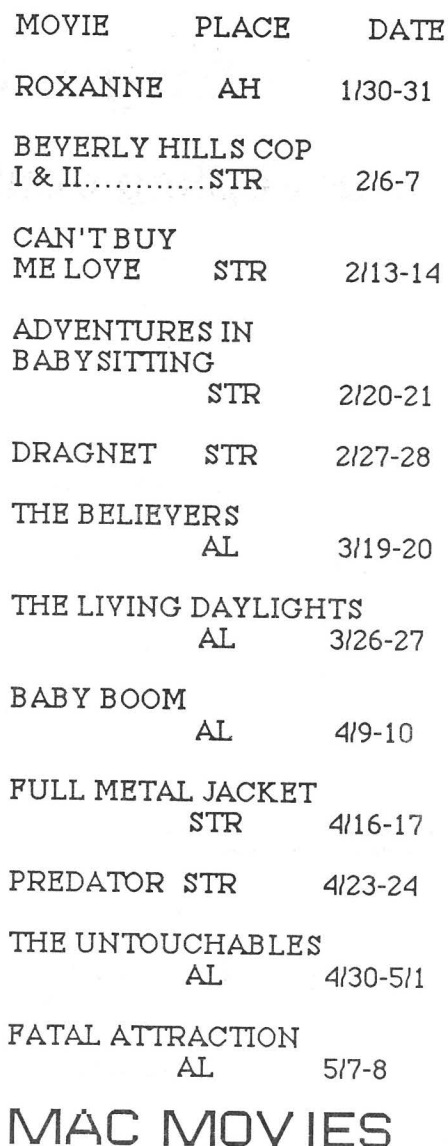 MOVIE PLACE DATE
ROXANNE AH 1/30-31
BEVERLY HILLS COP
I & II............STR 2/6-7
CAN'T BUY
ME LOVE STR 2/13-14
ADVENTURES IN
BABYSITTING
STR 2/20-21
DRAGNET STR 2/27-28
THE BELIEVERS
AL 3/19-20
THE LIVING DAYLIGHTS
AL 3/26-27
BABY BOOM
AL 4/9-10
FULL METAL JACKET
STR 4/16-17
PREDATOR STR 4/23-24
THE UNTOUCHABLES
AL 4/30-5/1
FATAL ATTRACTION
AL 5/7-8
MAC MOVIES